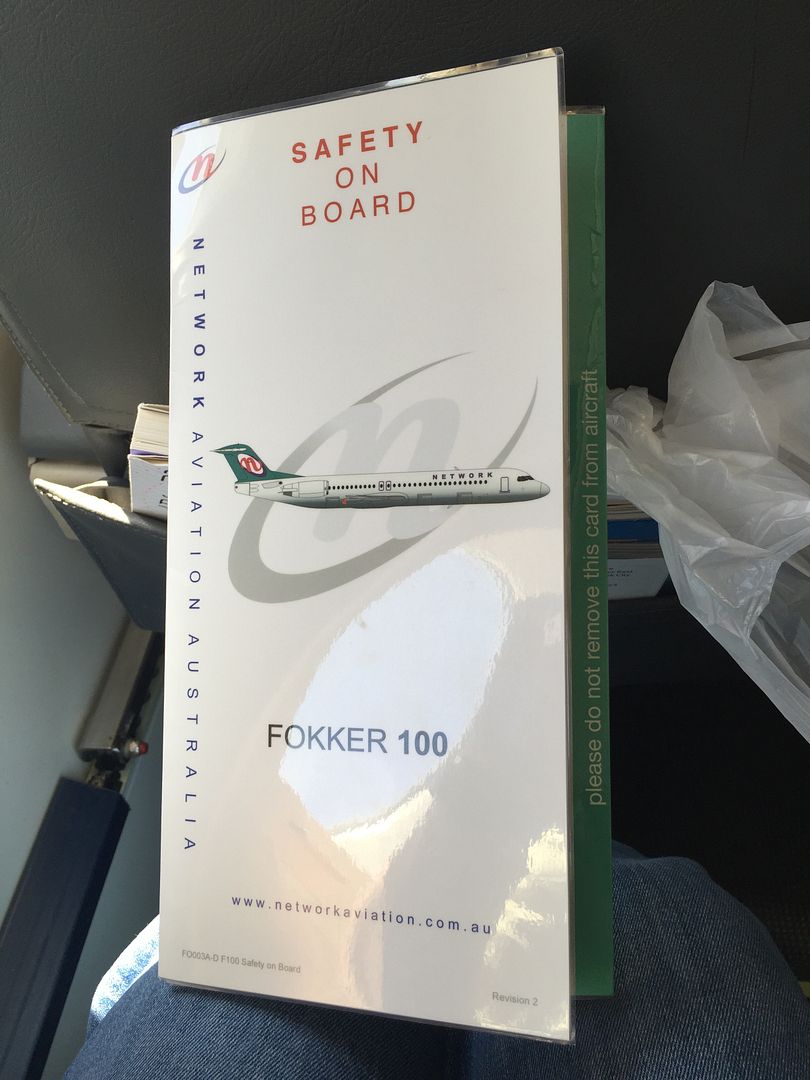 SAFETY
ON
BOARD
n
NETWORK AVIATION AUSTRALIA
n
NETWORK
n
FOKKER 100
www.networkaviation.com.au
FO003A-D F100 Safety on Board
Revision 2
please do not remove this card from aircraft